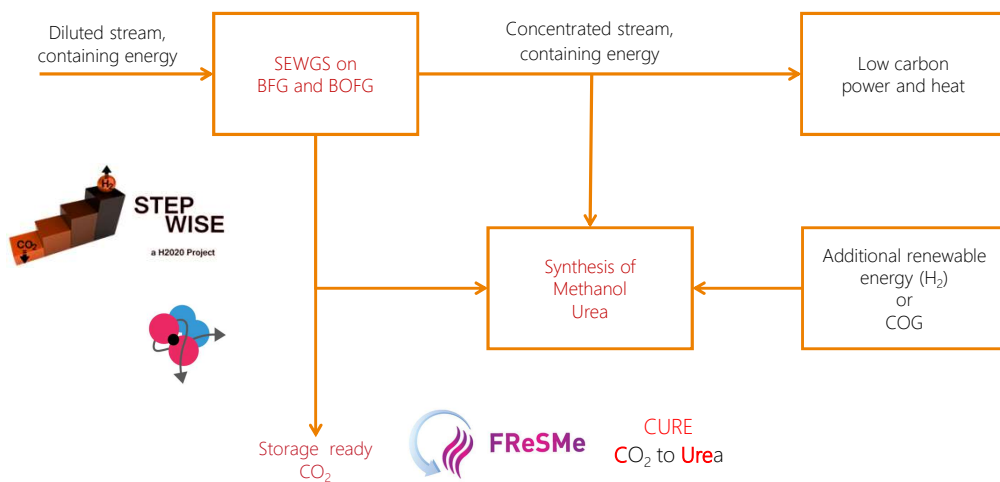 Diluted stream,
containing energy
SEWGS on
BFG and BOFG
Concentrated stream,
containing energy
Low carbon
power and heat
H₂
CO₂
STEP
WISE
a H2020 Project
Synthesis of
Methanol
Urea
Additional renewable
energy (H₂)
or
COG
Storage ready
CO₂
FReSMe
CURE
CO₂ to Urea